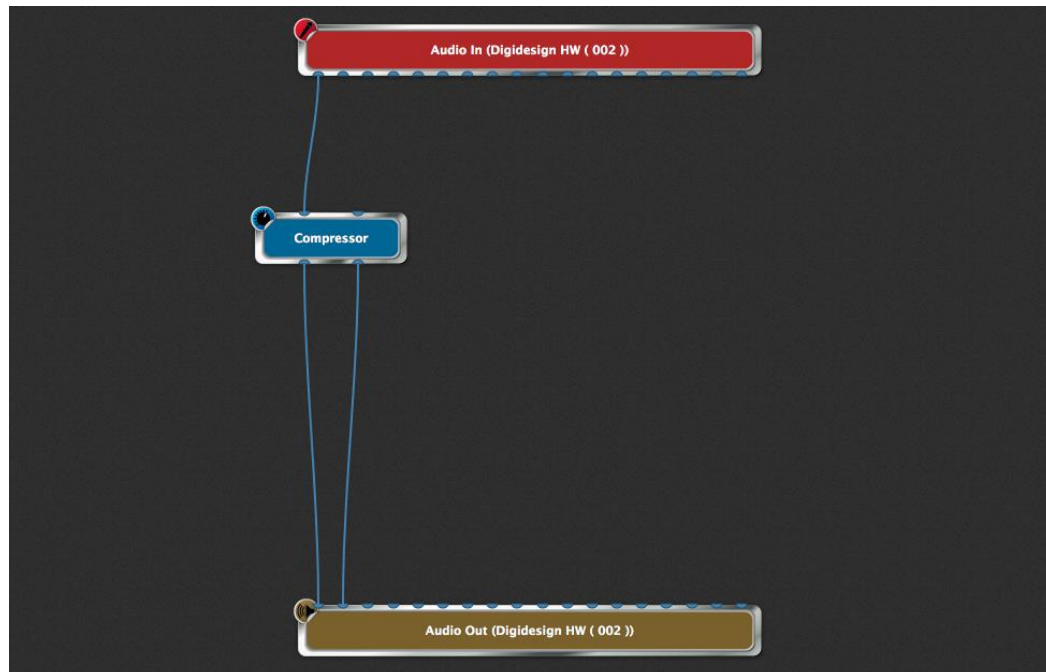 Audio In (Digidesign HW ( 002 ))
Compressor
Audio Out (Digidesign HW ( 002 ))